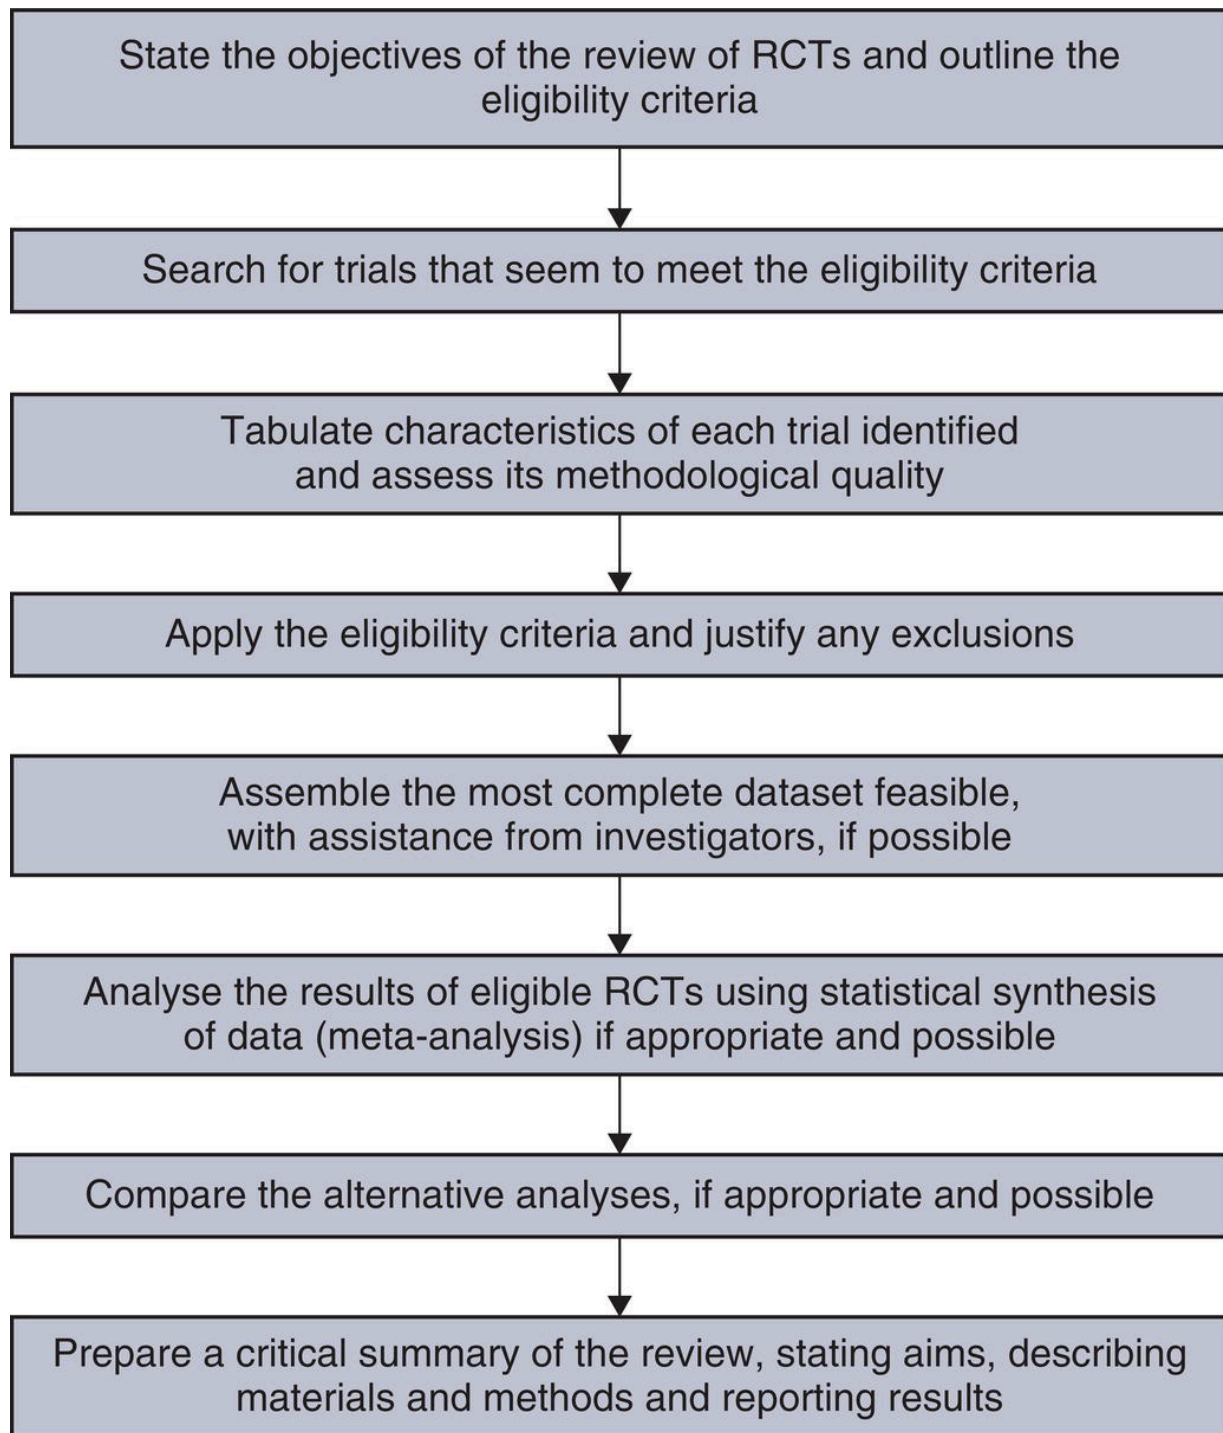 State the objectives of the review of RCTs and outline the
eligibility criteria
Search for trials that seem to meet the eligibility criteria
Tabulate characteristics of each trial identified
and assess its methodological quality
Apply the eligibility criteria and justify any exclusions
Assemble the most complete dataset feasible,
with assistance from investigators, if possible
Analyse the results of eligible RCTs using statistical synthesis
of data (meta-analysis) if appropriate and possible
Compare the alternative analyses, if appropriate and possible
Prepare a critical summary of the review, stating aims, describing
materials and methods and reporting results